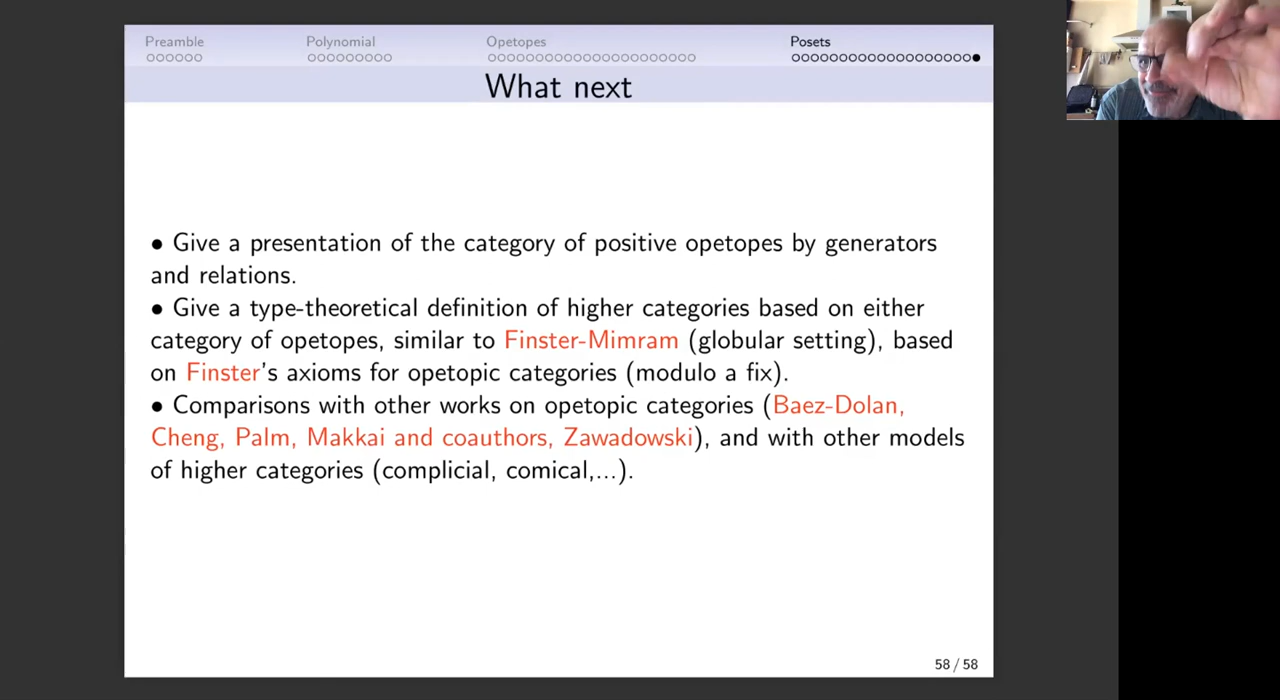 Preamble Polynomial Opetopes Posets
What next
• Give a presentation of the category of positive opetopes by generators
and relations.
• Give a type-theoretical definition of higher categories based on either
category of opetopes, similar to Finster-Mimram (globular setting), based
on Finster's axioms for opetopic categories (modulo a fix).
• Comparisons with other works on opetopic categories (Baez-Dolan,
Cheng, Palm, Makkai and coauthors, Zawadowski), and with other models
of higher categories (complicial, comical,...).
58 / 58